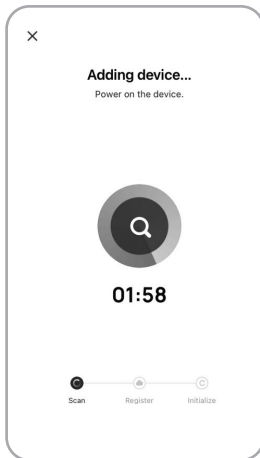 Adding device...
Power on the device.
01:58
Scan Register Initialize